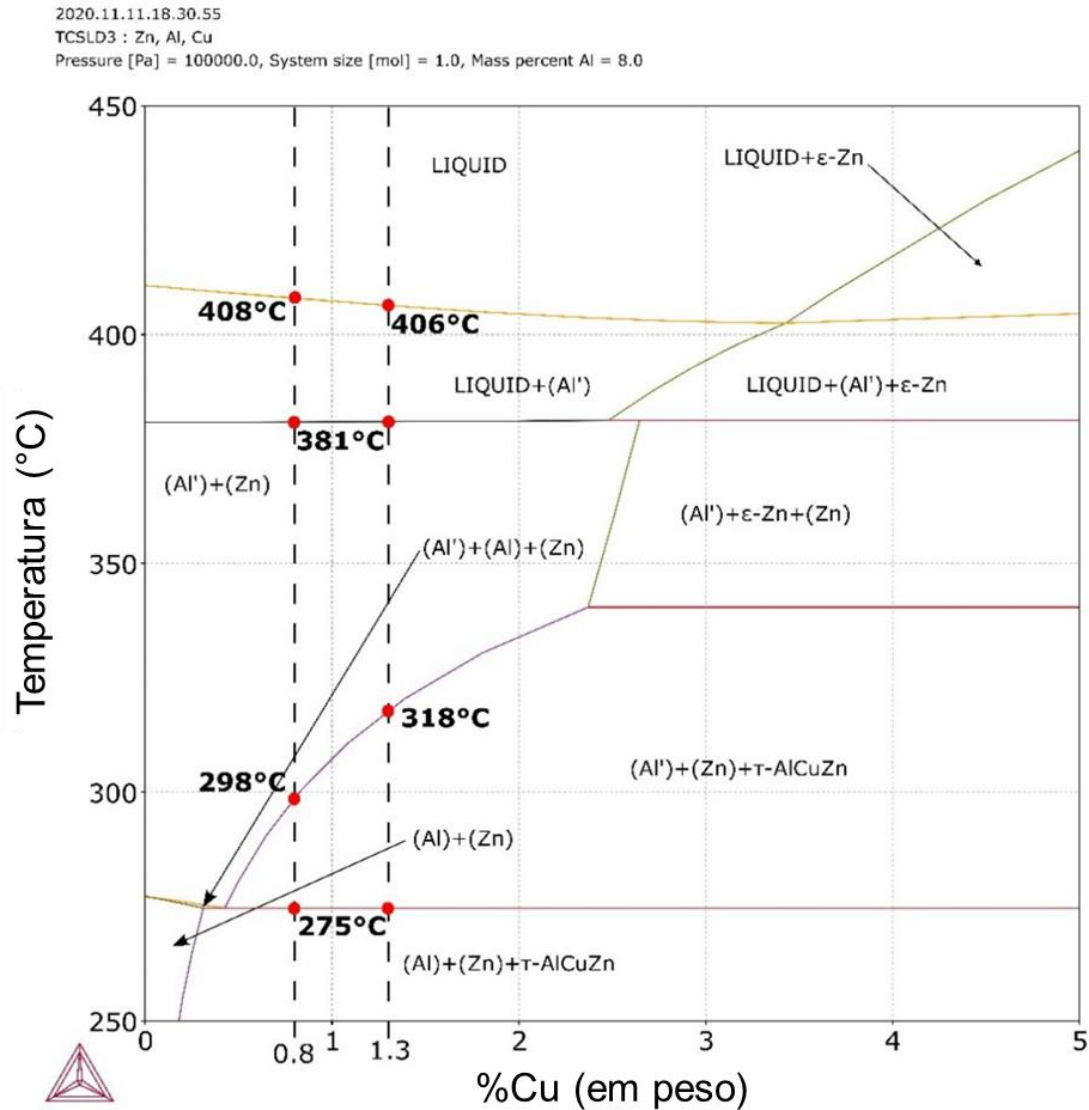 2020.11.11.18.30.55
TCSLD3 : Zn, Al, Cu
Pressure [Pa] = 100000.0, System size [mol] = 1.0, Mass percent Al = 8.0
450
LIQUID
LIQUID+ε-Zn
408°C
406°C
400
LIQUID+(Al')
LIQUID+(Al')+ε-Zn
381°C
(Al')+(Zn)
(Al')+ε-Zn+(Zn)
(Al')+(Al)+(Zn)
350
318°C
298°C
(Al')+(Zn)+τ-AlCuZn
300
(Al)+(Zn)
275°C
(Al)+(Zn)+τ-AlCuZn
250
0
0.8
1
1.3
2
3
4
5
Temperatura (°C)
%Cu (em peso)